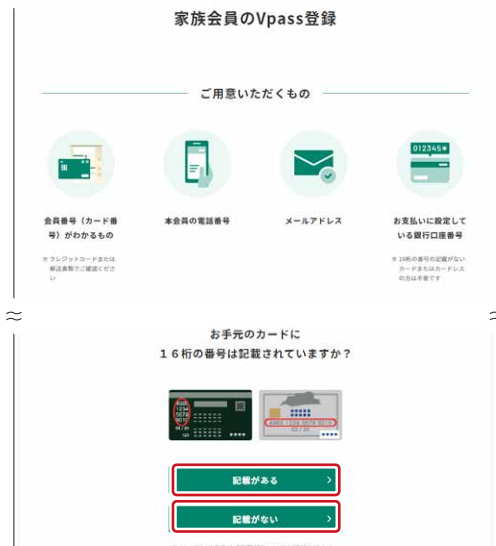 家族会員のVpass登録
ご用意いただくもの
012345*
会員番号（カード番
号）がわかるもの
本会員の電話番号
メールアドレス
お支払いに設定して
いる銀行口座番号
※ クレジットカードまたは
郵送書類でご確認くださ
い
※ 16桁の番号の記載がない
カードまたはカードレス
の方は不要です
お手元のカードに
１６桁の番号は記載されていますか？
1234
5678
記載がある
記載がない